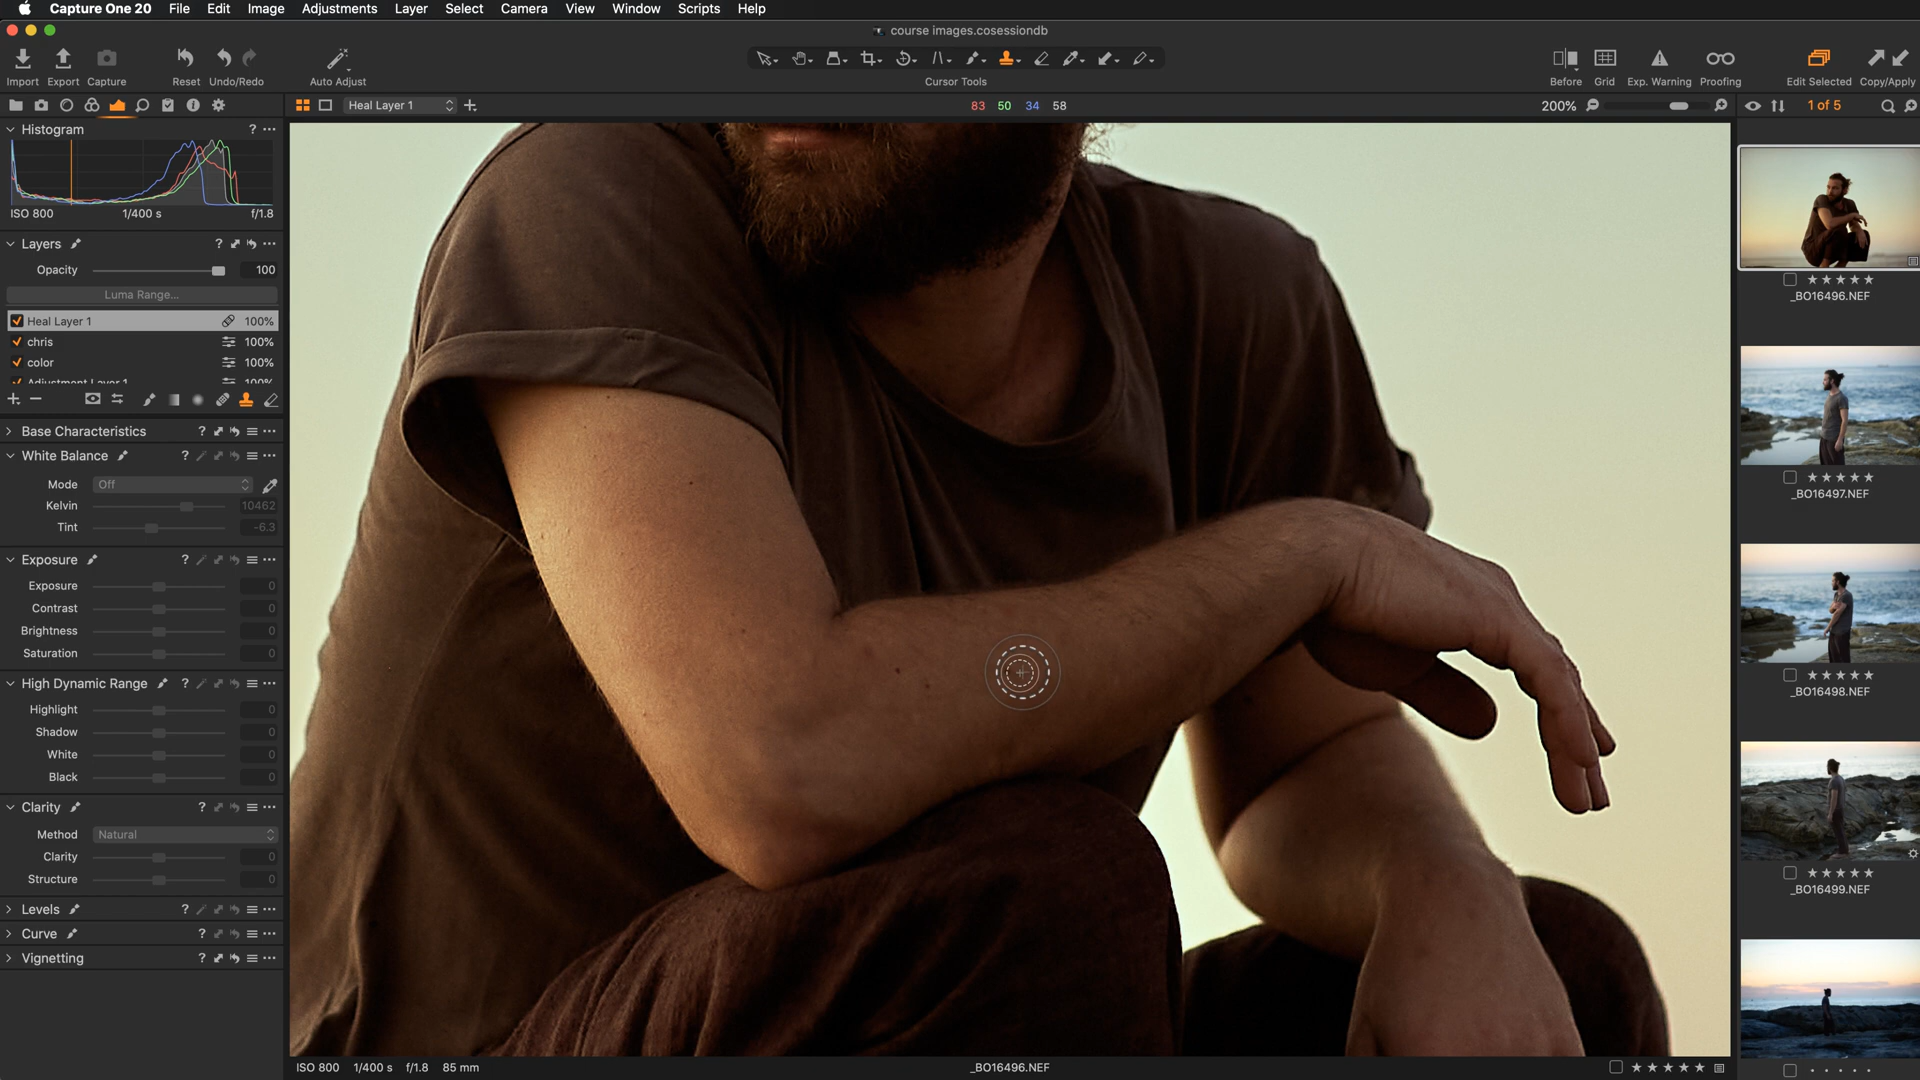 Capture One 20 File Edit Image Adjustments Layer Select Camera View Window Scripts Help
course images.cosessiondb
Import Export Capture Reset Undo/Redo Auto Adjust Cursor Tools Before Grid Exp. Warning Proofing Edit Selected Copy/Apply
Heal Layer 1 83 50 34 58 200% 1 of 5
Histogram
ISO 800 1/400 s f/1.8
Layers
Opacity 100
Luma Range...
Heal Layer 1 100%
chris 100%
color 100%
Adjustment Layer 1 100%
Base Characteristics
White Balance
Mode Off
Kelvin 10462
Tint -6.3
Exposure
Exposure 0
Contrast 0
Brightness 0
Saturation 0
High Dynamic Range
Highlight 0
Shadow 0
White 0
Black 0
Clarity
Method Natural
Clarity 0
Structure 0
Levels
Curve
Vignetting
ISO 800 1/400 s f/1.8 85 mm _BO16496.NEF
_BO16496.NEF
_BO16497.NEF
_BO16498.NEF
_BO16499.NEF